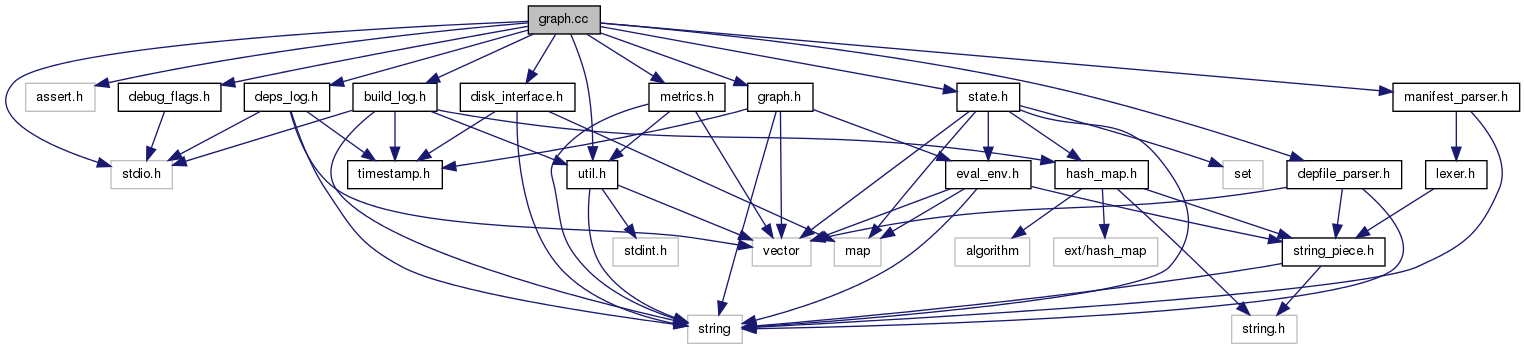 graph.cc
assert.h
debug_flags.h
deps_log.h
build_log.h
disk_interface.h
metrics.h
graph.h
state.h
manifest_parser.h
stdio.h
timestamp.h
util.h
eval_env.h
hash_map.h
set
depfile_parser.h
lexer.h
stdint.h
vector
map
algorithm
ext/hash_map
string_piece.h
string
string.h